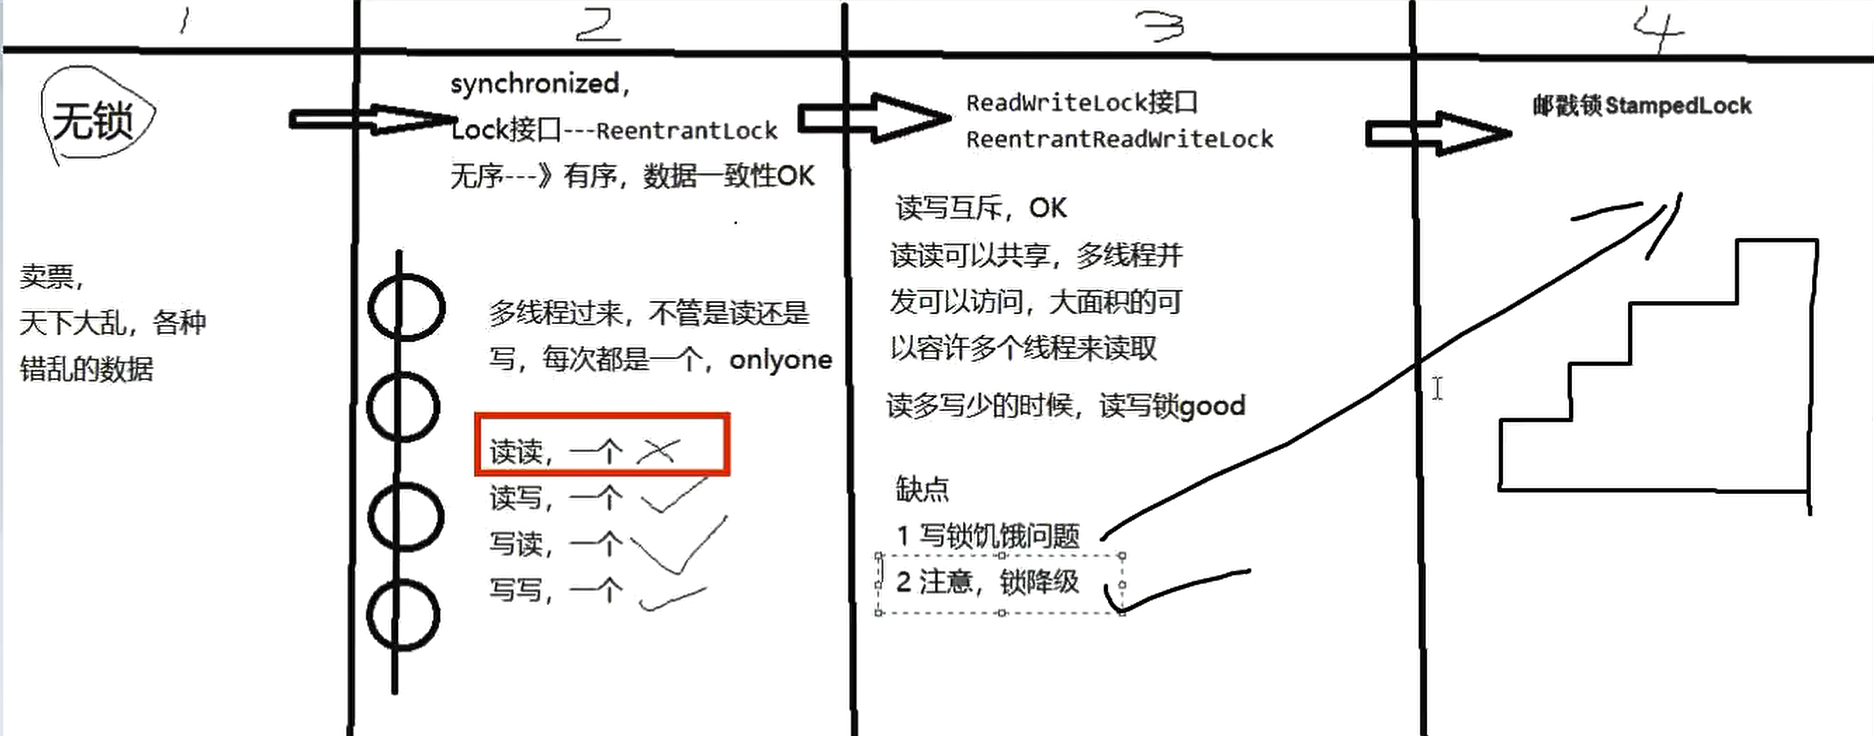 1
2
3
4
无锁
卖票，
天下大乱，各种
错乱的数据
synchronized，
Lock接口---ReentrantLock
无序---》有序，数据一致性OK
多线程过来，不管是读还是
写，每次都是一个，onlyone
读读，一个
读写，一个
写读，一个
写写，一个
ReadWriteLock接口
ReentrantReadWriteLock
读写互斥，OK
读读可以共享，多线程并
发可以访问，大面积的可
以容许多个线程来读取
读多写少的时候，读写锁good
缺点
1 写锁饥饿问题
2 注意，锁降级
邮戳锁StampedLock